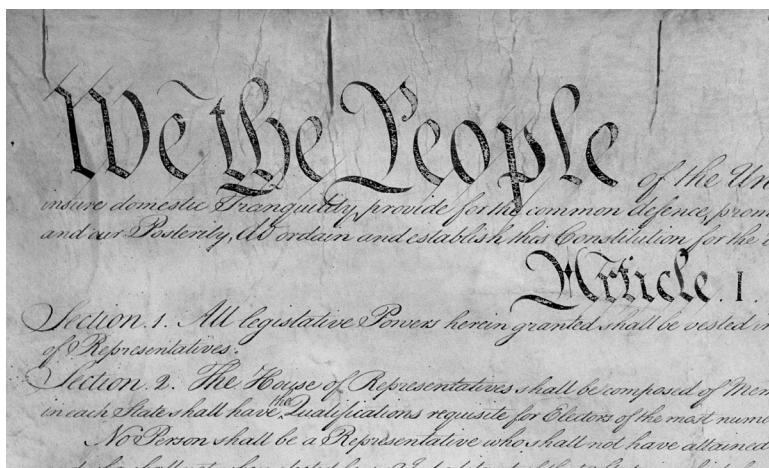 We the People of the Un
insure domestic Tranquility, provide for the common defence, prom
and our Posterity, do ordain and establish this Constitution for the
Article. I.
Section. 1. All legislative Powers herein granted shall be vested in
of Representatives.
Section. 2. The House of Representatives shall be composed of Mem
in each State shall have the Qualifications requisite for Electors of the most nume
No Person shall be a Representative who shall not have attained